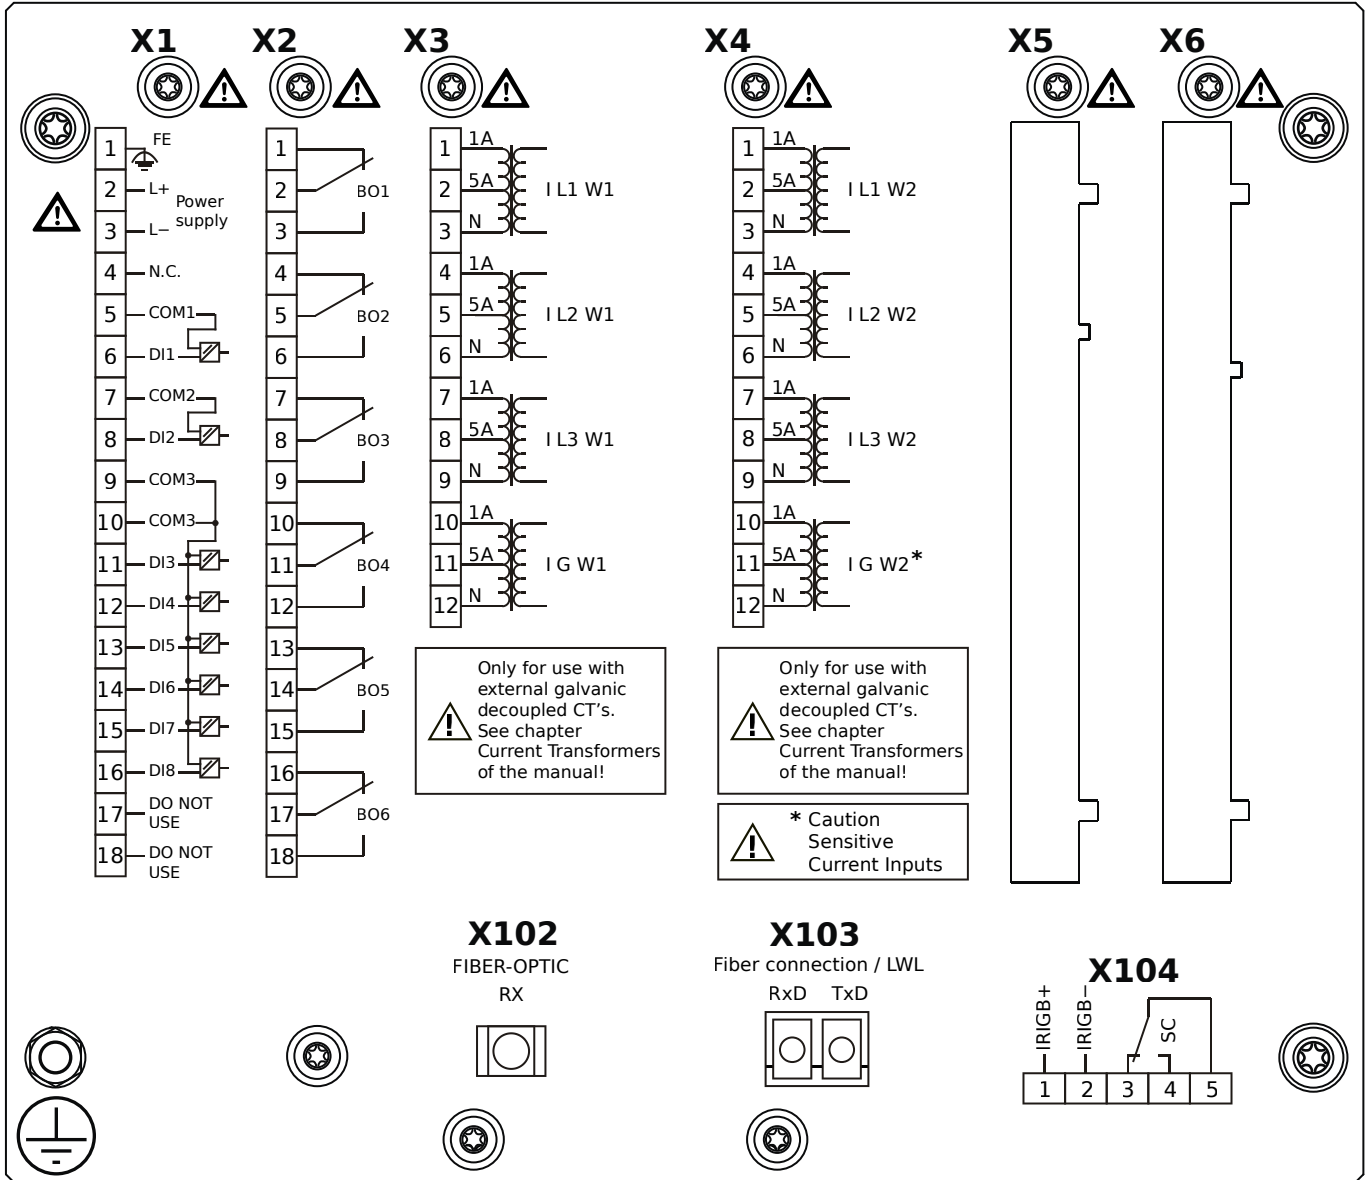 X1
X2
X3
X4
X5
X6
1 FE
2 L+
Power
supply
3 L−
4 N.C.
5 COM1
6 DI1
7 COM2
8 DI2
9 COM3
10 COM3
11 DI3
12 DI4
13 DI5
14 DI6
15 DI7
16 DI8
17 DO NOT
USE
18 DO NOT
USE
1
2 BO1
3
4
5 BO2
6
7
8 BO3
9
10
11 BO4
12
13
14 BO5
15
16
17 BO6
18
1 1A
2 5A I L1 W1
3 N
4 1A
5 5A I L2 W1
6 N
7 1A
8 5A I L3 W1
9 N
10 1A
11 5A I G W1
12 N
Only for use with
external galvanic
decoupled CT's.
See chapter
Current Transformers
of the manual!
1 1A
2 5A I L1 W2
3 N
4 1A
5 5A I L2 W2
6 N
7 1A
8 5A I L3 W2
9 N
10 1A
11 5A I G W2*
12 N
Only for use with
external galvanic
decoupled CT's.
See chapter
Current Transformers
of the manual!
* Caution
Sensitive
Current Inputs
X102
FIBER-OPTIC
RX
X103
Fiber connection / LWL
RxD TxD
X104
IRIGB+
IRIGB−
SC
1 2 3 4 5